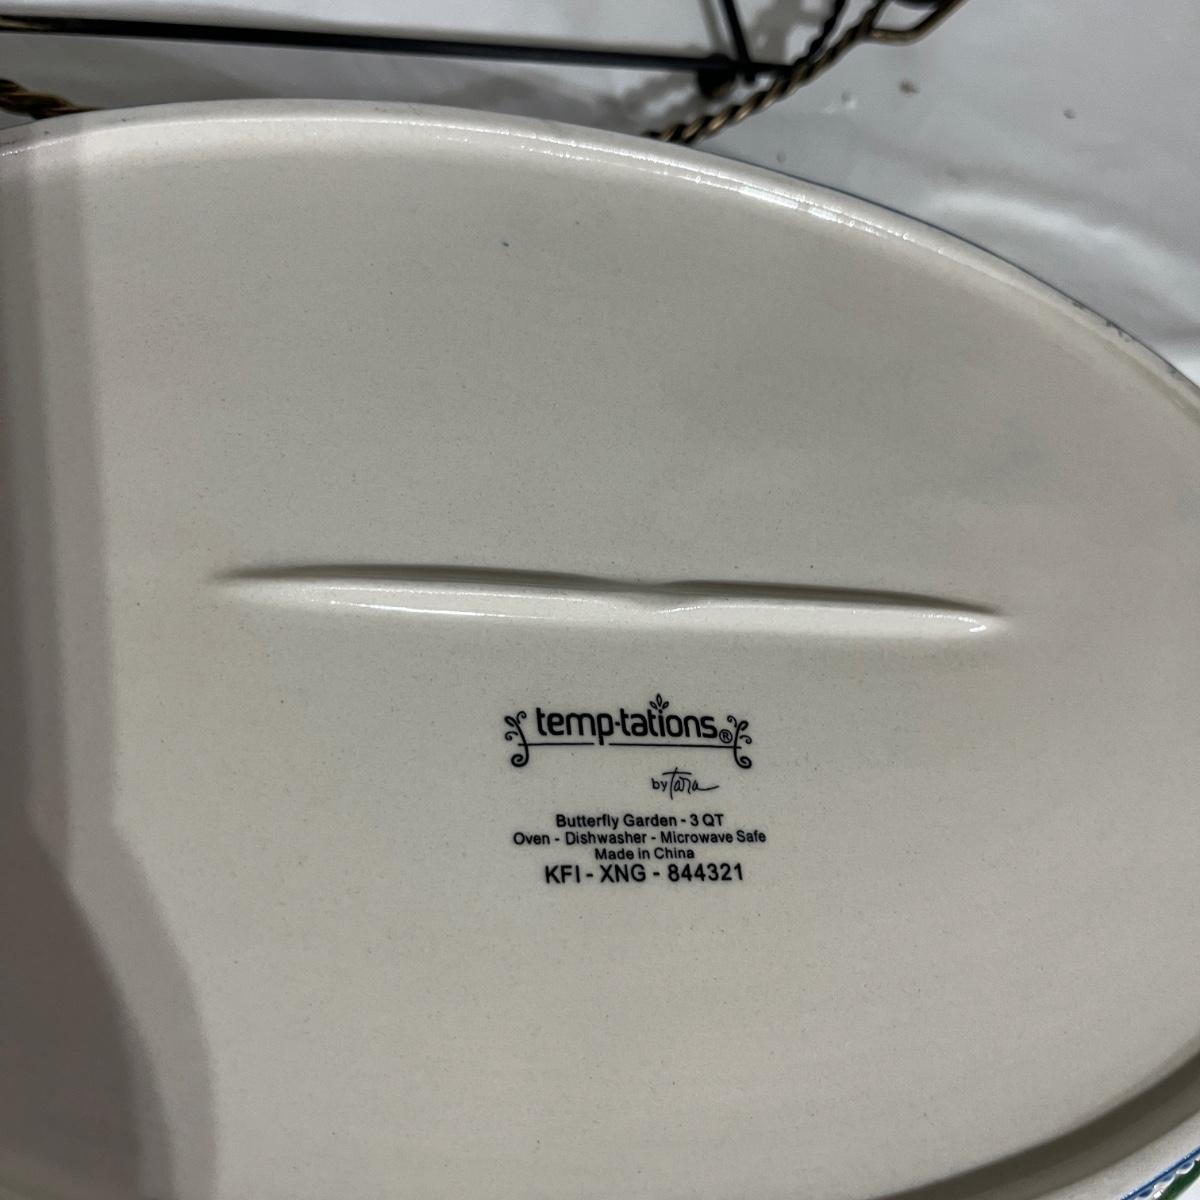 temp-tations®
by Tara
Butterfly Garden - 3 QT
Oven - Dishwasher - Microwave Safe
Made in China
KFI - XNG - 844321